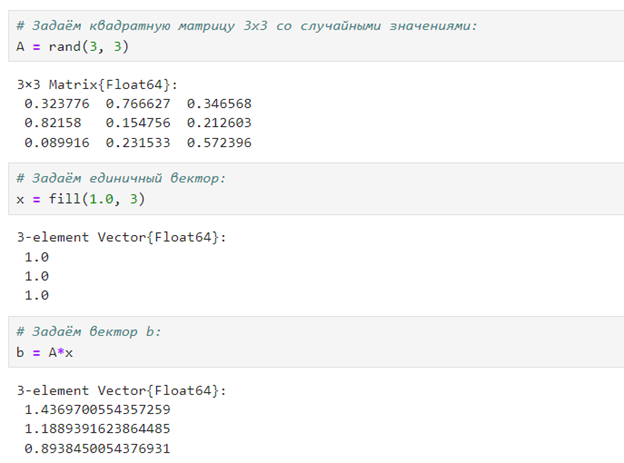 # Задаём квадратную матрицу 3x3 со случайными значениями:
A = rand(3, 3)
3×3 Matrix{Float64}:
0.323776 0.766627 0.346568
0.82158 0.154756 0.212603
0.089916 0.231533 0.572396
# Задаём единичный вектор:
x = fill(1.0, 3)
3-element Vector{Float64}:
1.0
1.0
1.0
# Задаём вектор b:
b = A*x
3-element Vector{Float64}:
1.4369700554357259
1.1889391623864485
0.8938450054376931